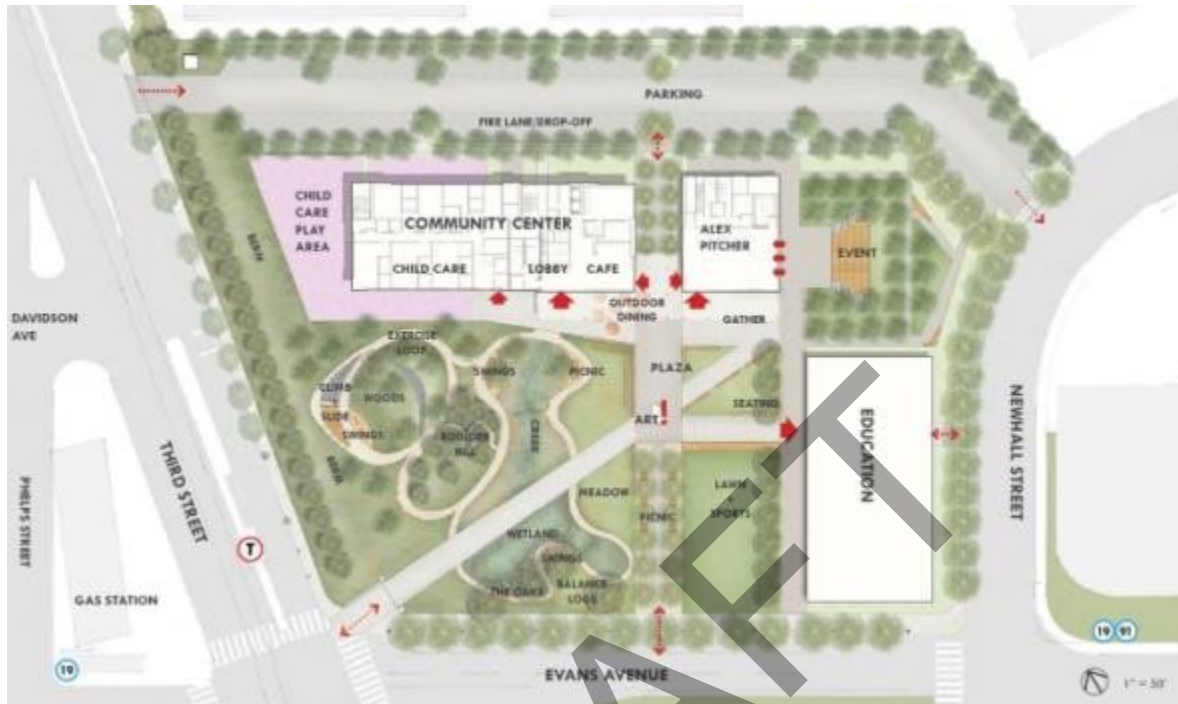 PARKING
FIRE LANE/DROP-OFF
CHILD
CARE
PLAY
AREA
COMMUNITY CENTER
CHILD CARE
LOBBY
CAFE
ALEX
PITCHER
EVENT
BERM
OUTDOOR
DINING
GATHER
DAVIDSON
AVE
EXERCISE
LOOP
SWINGS
PICNIC
PLAZA
CLIMB
WOODS
SLIDE
SWINGS
BOULDER
HILL
CREEK
ART
SEATING
EDUCATION
NEWHALL STREET
BERM
MEADOW
PICNIC
LAWN
SPORTS
THIRD STREET
PHELPS STREET
T
WETLAND
SWINGS
THE OAKS
BALANCE
LOGS
GAS STATION
19
EVANS AVENUE
19 91
1" = 50'
AFT